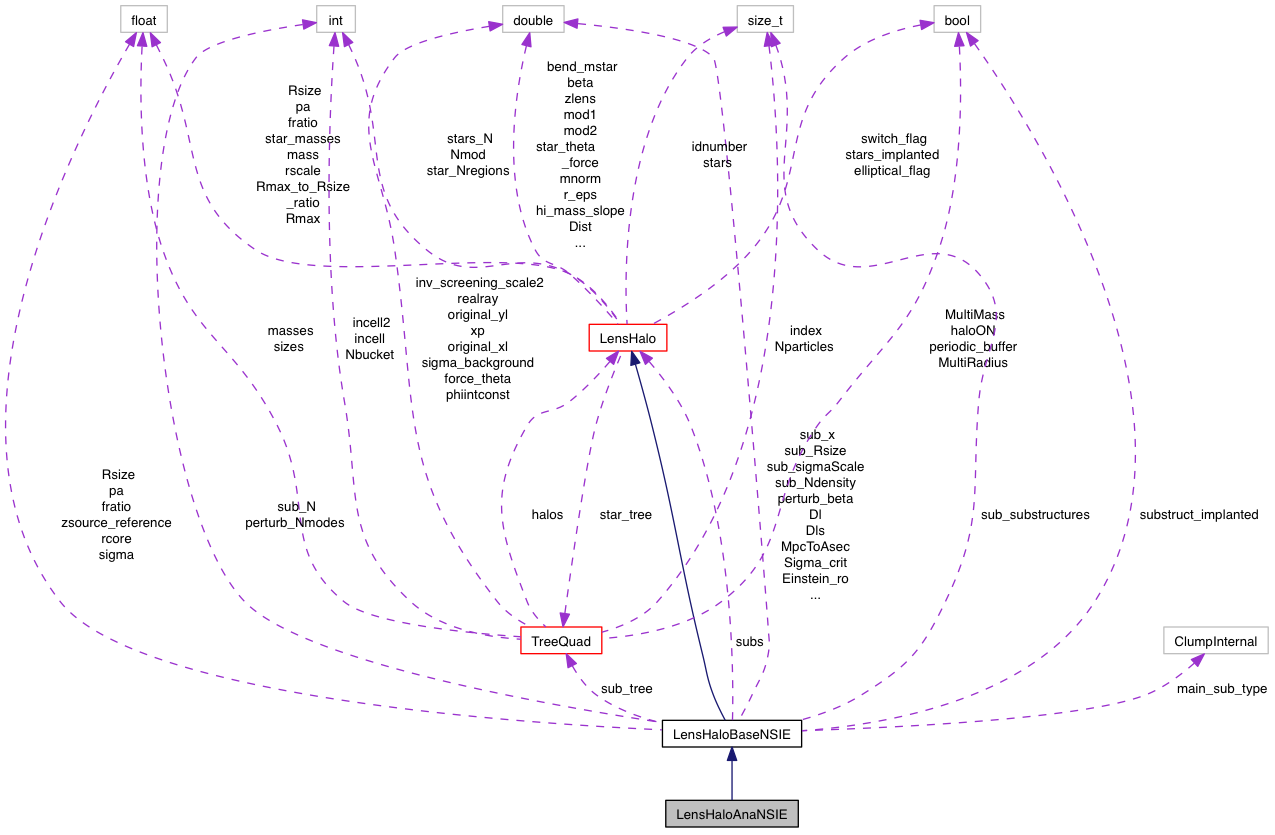 float
int
double
size_t
bool
Rsize
pa
fratio
star_masses
mass
rscale
Rmax_to_Rsize
_ratio
Rmax
stars_N
Nmod
star_Nregions
bend_mstar
beta
zlens
mod1
mod2
star_theta
_force
mnorm
r_eps
hi_mass_slope
Dist
...
idnumber
stars
switch_flag
stars_implanted
elliptical_flag
LensHalo
masses
sizes
incell2
incell
Nbucket
inv_screening_scale2
realray
original_yl
xp
original_xl
sigma_background
force_theta
phiintconst
index
Nparticles
MultiMass
haloON
periodic_buffer
MultiRadius
Rsize
pa
fratio
zsource_reference
rcore
sigma
sub_N
perturb_Nmodes
halos
star_tree
sub_x
sub_Rsize
sub_sigmaScale
sub_Ndensity
perturb_beta
Dl
Dls
MpcToAsec
Sigma_crit
Einstein_ro
...
sub_substructures
substruct_implanted
TreeQuad
subs
ClumpInternal
sub_tree
main_sub_type
LensHaloBaseNSIE
LensHaloAnaNSIE